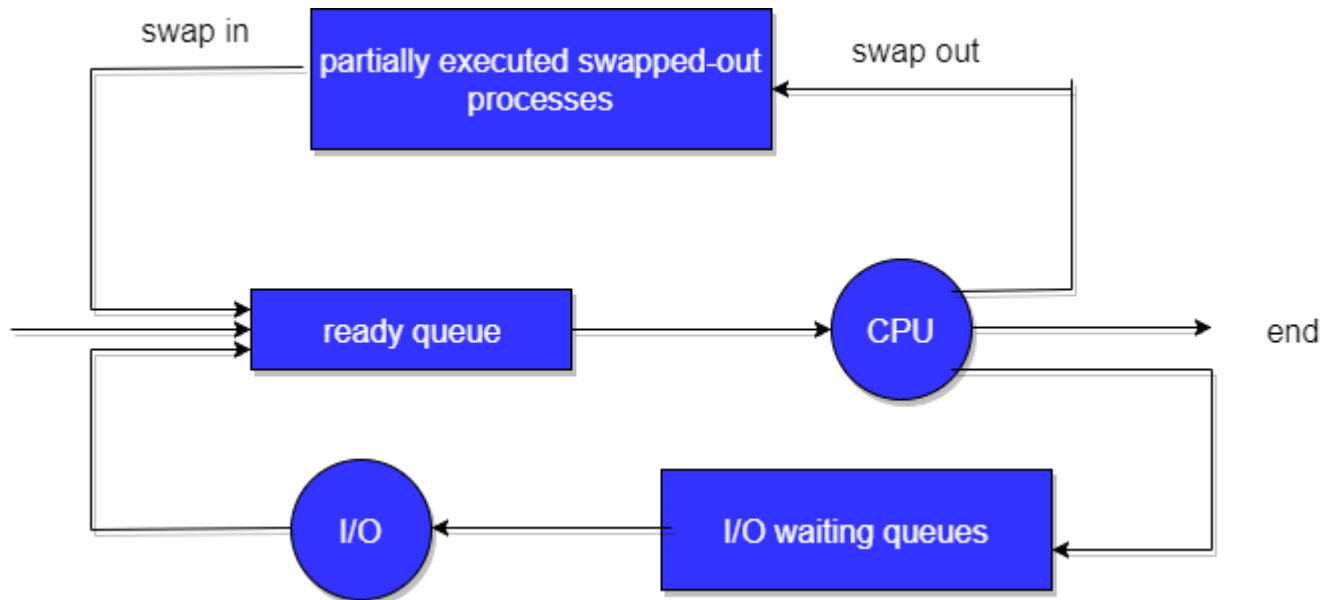 swap in
partially executed swapped-out
processes
swap out
ready queue
CPU
end
I/O
I/O waiting queues